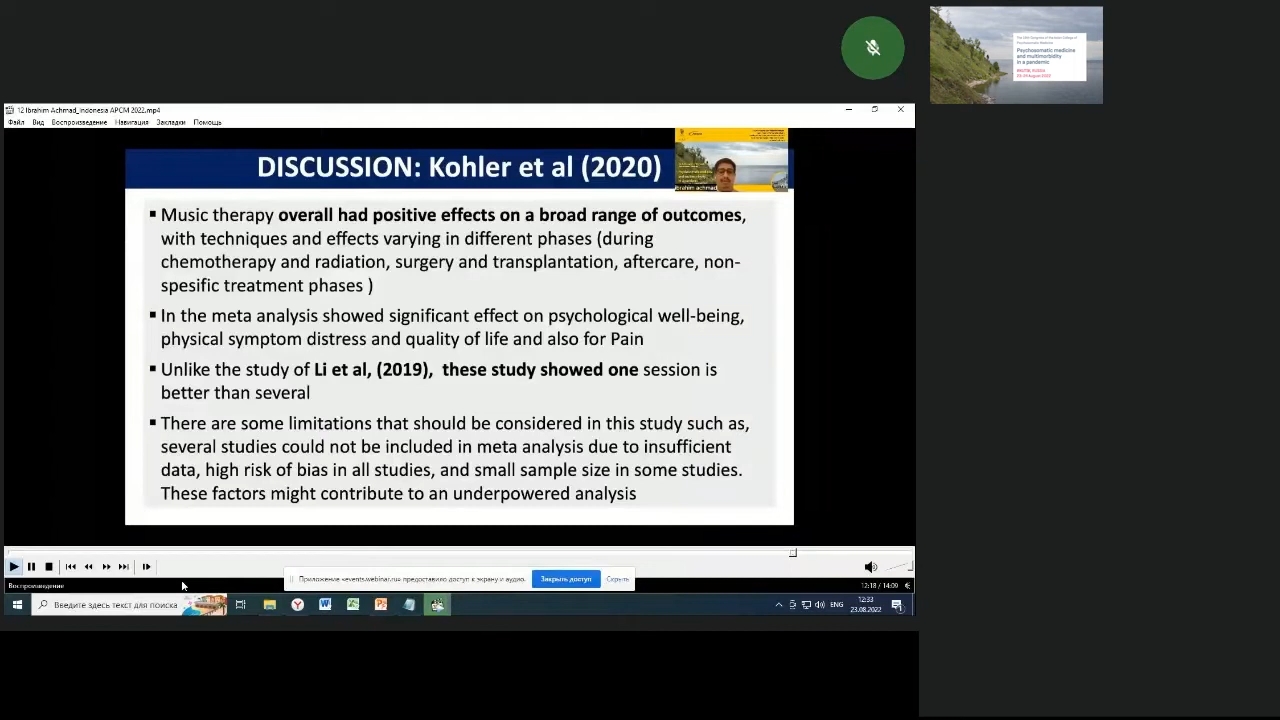 Psychosomatic medicine
and multimorbidity
in a pandemic
12 Ibrahim Achmad_Indonesia APCM 2022.mp4
Файл Вид Воспроизведение Навигация Закладки Помощь
DISCUSSION: Kohler et al (2020)
Ibrahim achmad
▪ Music therapy overall had positive effects on a broad range of outcomes,
with techniques and effects varying in different phases (during
chemotherapy and radiation, surgery and transplantation, aftercare, non-
spesific treatment phases )
▪ In the meta analysis showed significant effect on psychological well-being,
physical symptom distress and quality of life and also for Pain
▪ Unlike the study of Li et al, (2019), these study showed one session is
better than several
▪ There are some limitations that should be considered in this study such as,
several studies could not be included in meta analysis due to insufficient
data, high risk of bias in all studies, and small sample size in some studies.
These factors might contribute to an underpowered analysis
Воспроизведение
12:18 / 14:09
Приложение «events.webinar.ru» предоставило доступ к экрану и аудио.
Закрыть доступ
Скрыть
Введите здесь текст для поиска
ENG
12:33
23.08.2022